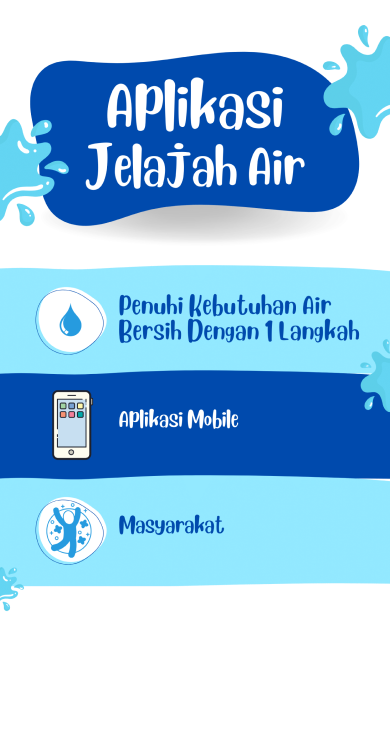 Aplikasi
Jelajah Air
Penuhi Kebutuhan Air
Bersih Dengan 1 Langkah
Aplikasi Mobile
Masyarakat